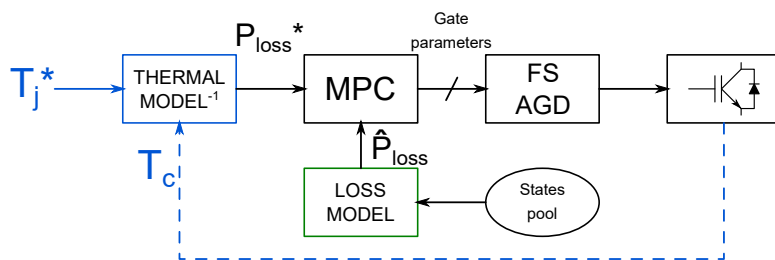 Tj*
THERMAL
MODEL-1
Ploss*
MPC
Gate
parameters
FS
AGD
Tc
P̂loss
LOSS
MODEL
States
pool